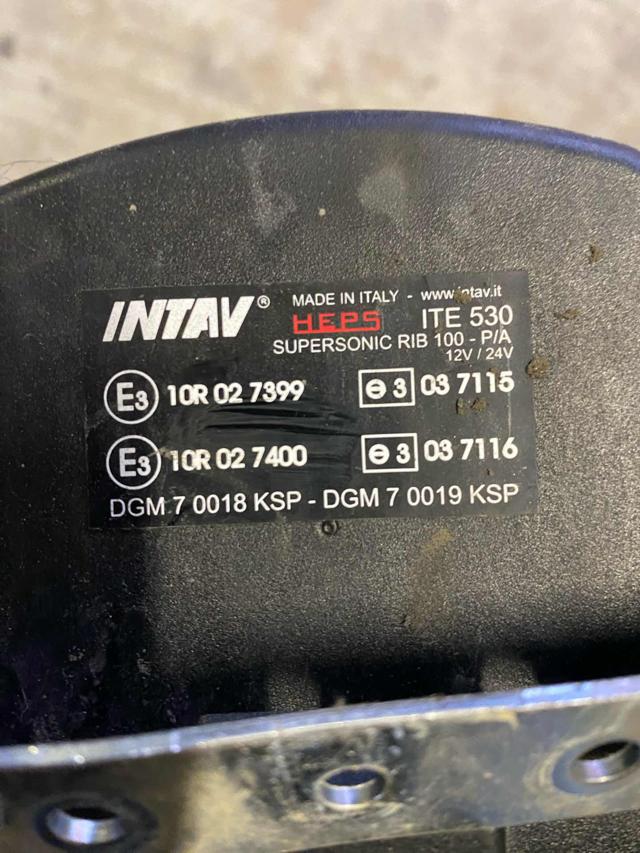 INTAV® MADE IN ITALY - www.intav.it
HEPS ITE 530
SUPERSONIC RIB 100 - P/A
12V / 24V
E3 10R 02 7399 ⊖ 3 03 7115
E3 10R 02 7400 ⊖ 3 03 7116
DGM 7 0018 KSP - DGM 7 0019 KSP